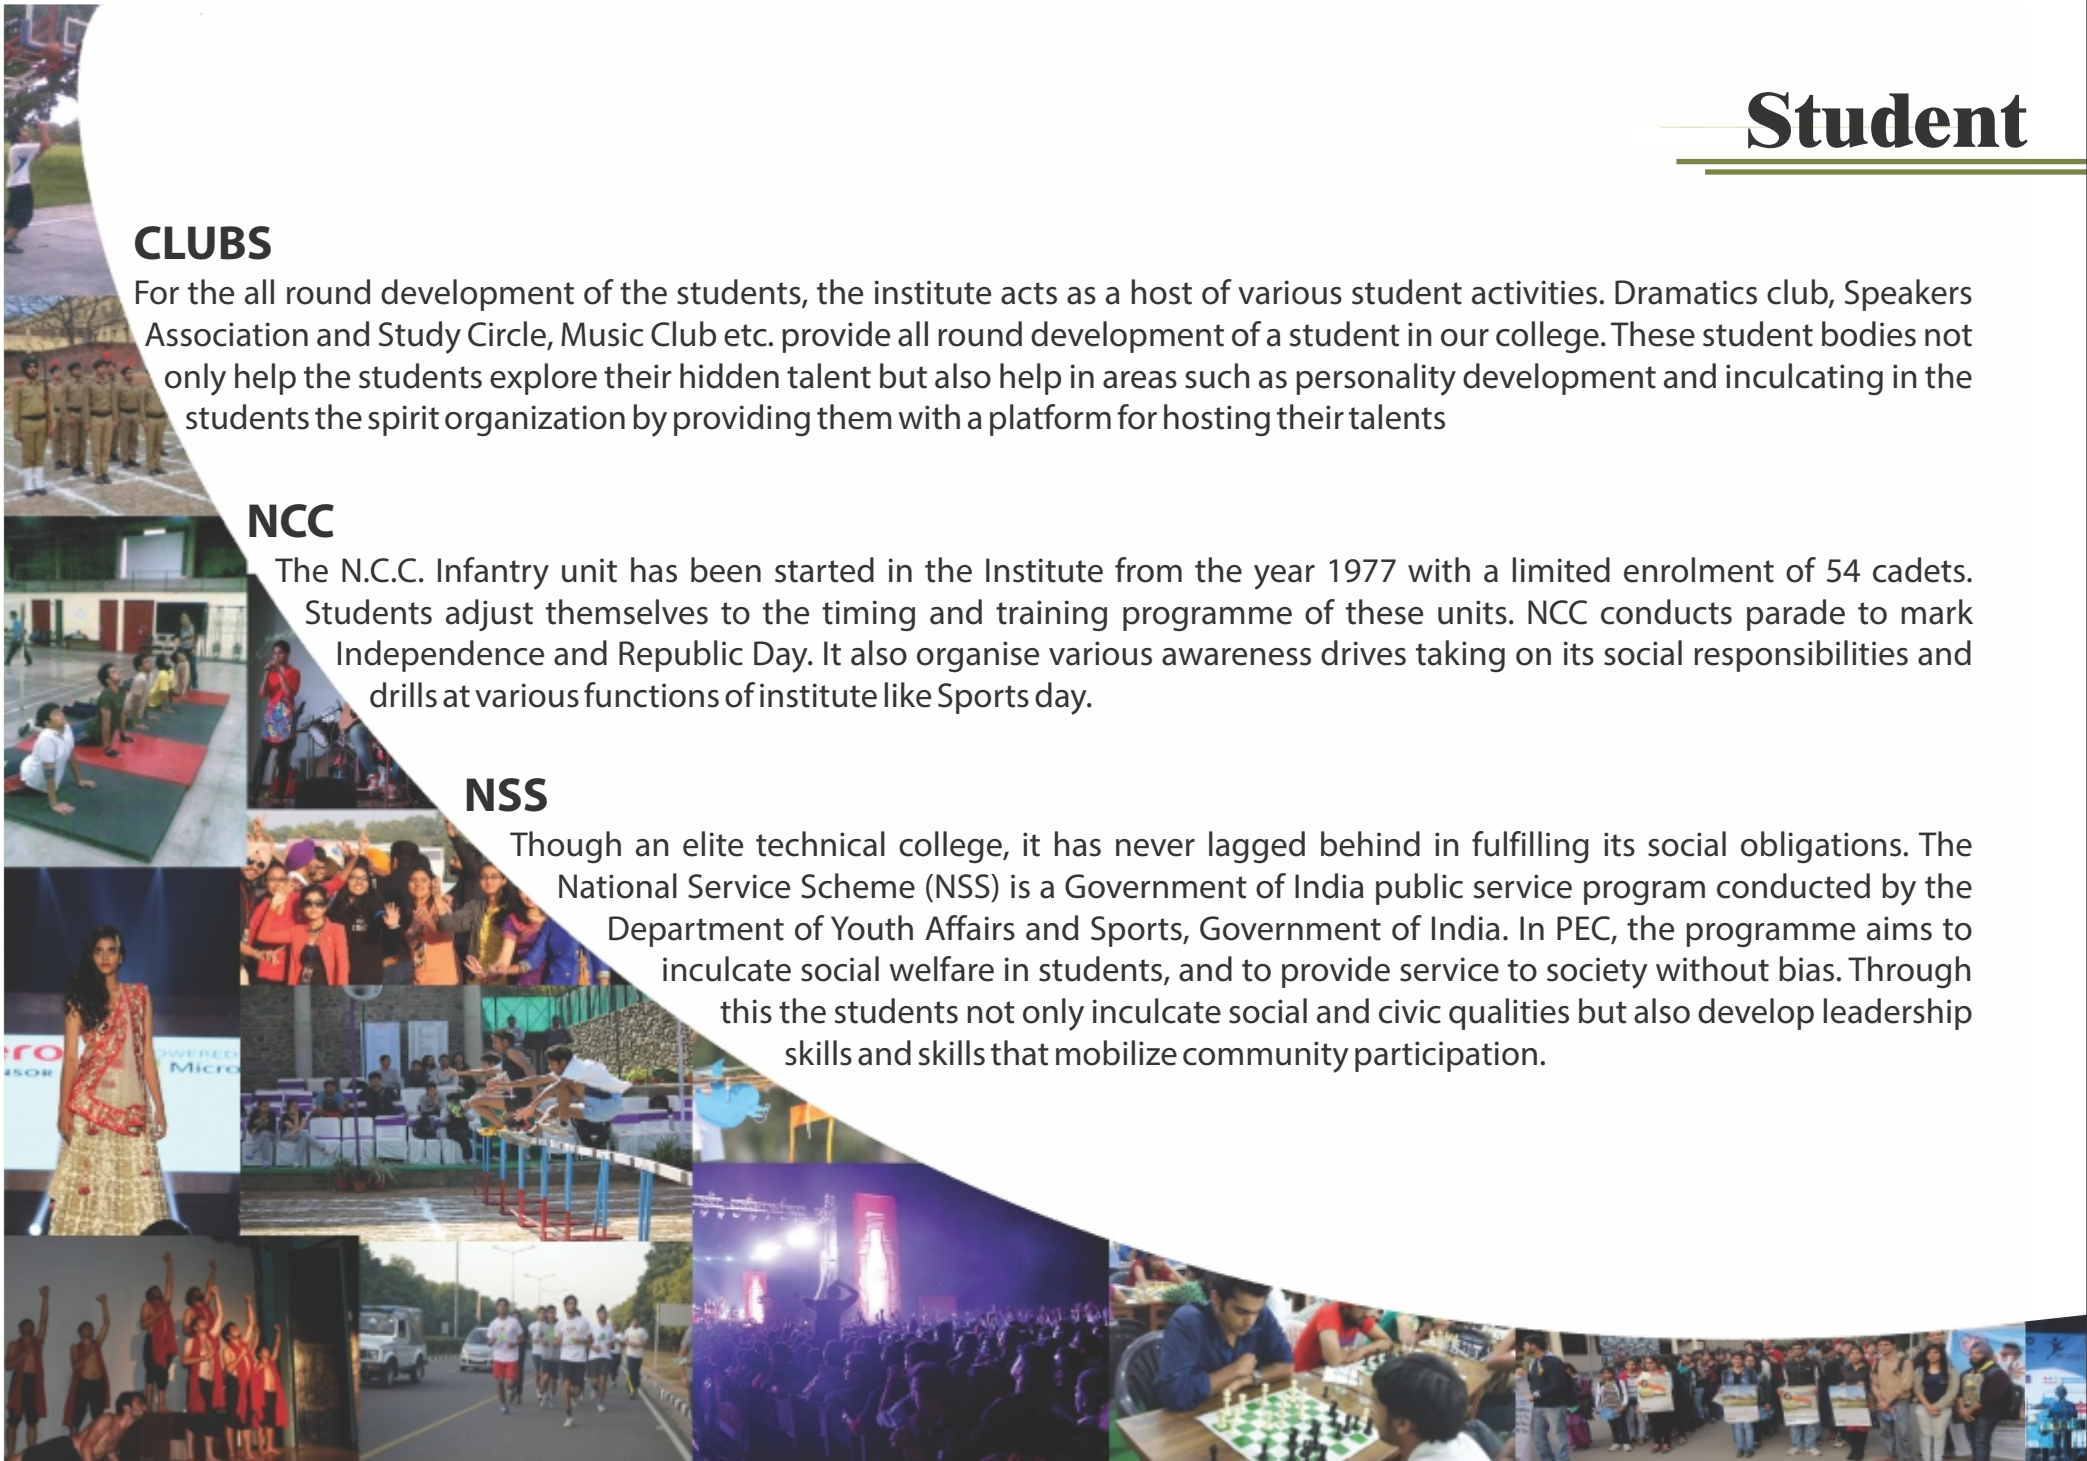 Student
CLUBS
For the all round development of the students, the institute acts as a host of various student activities. Dramatics club, Speakers
Association and Study Circle, Music Club etc. provide all round development of a student in our college. These student bodies not
only help the students explore their hidden talent but also help in areas such as personality development and inculcating in the
students the spirit organization by providing them with a platform for hosting their talents
NCC
The N.C.C. Infantry unit has been started in the Institute from the year 1977 with a limited enrolment of 54 cadets.
Students adjust themselves to the timing and training programme of these units. NCC conducts parade to mark
Independence and Republic Day. It also organise various awareness drives taking on its social responsibilities and
drills at various functions of institute like Sports day.
NSS
Though an elite technical college, it has never lagged behind in fulfilling its social obligations. The
National Service Scheme (NSS) is a Government of India public service program conducted by the
Department of Youth Affairs and Sports, Government of India. In PEC, the programme aims to
inculcate social welfare in students, and to provide service to society without bias. Through
this the students not only inculcate social and civic qualities but also develop leadership
skills and skills that mobilize community participation.
ero
NSOR
OWERED
Micro